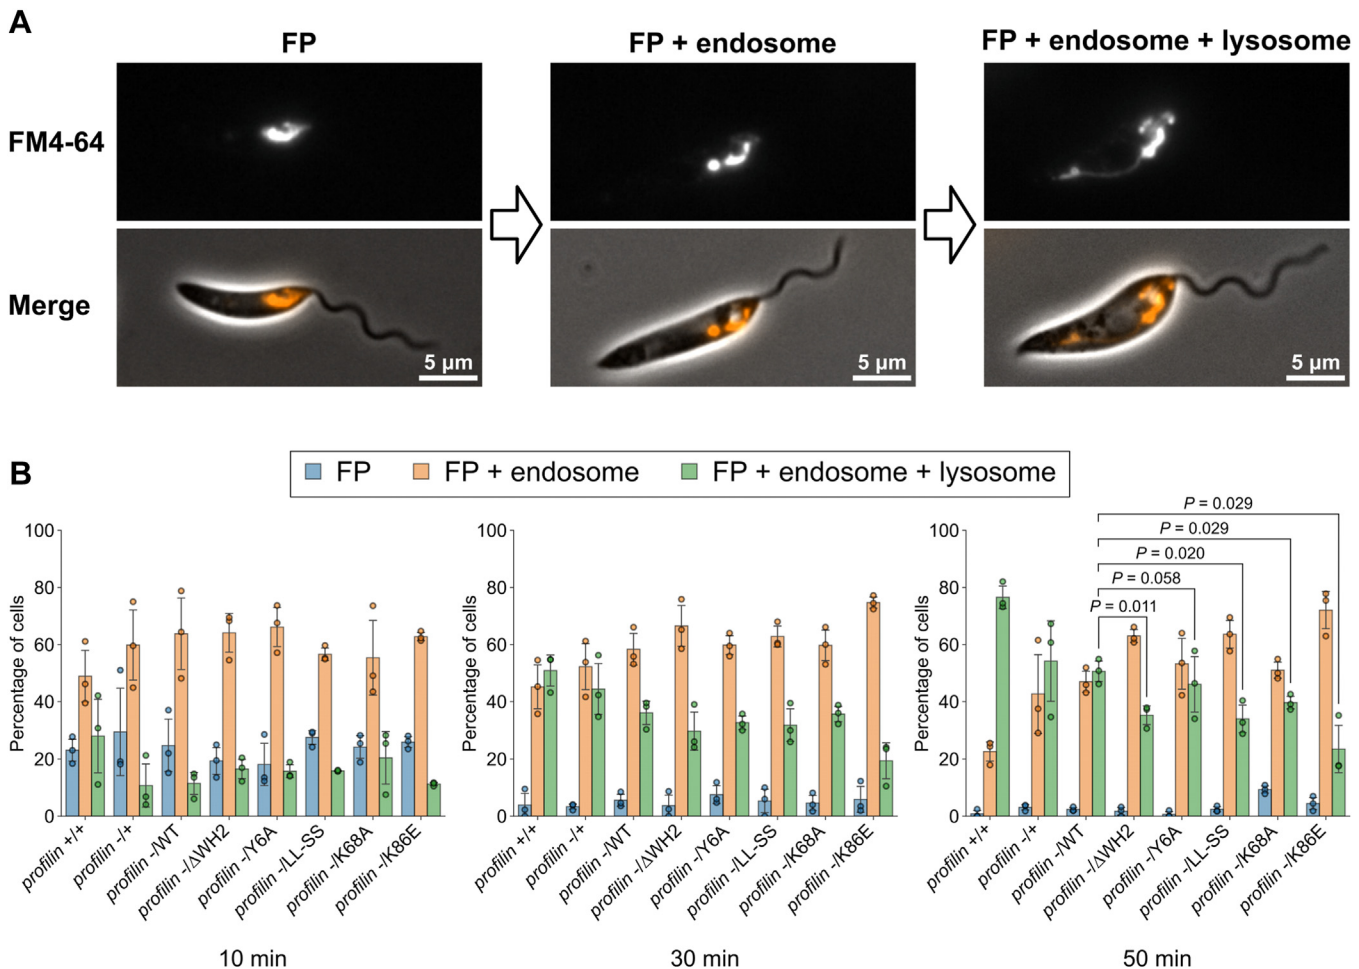 A
FP
FP + endosome
FP + endosome + lysosome
FM4-64
Merge
5 µm
5 µm
5 µm
B
FP
FP + endosome
FP + endosome + lysosome
Percentage of cells
100
80
60
40
20
0
profilin +/+
profilin -/+
profilin -/WT
profilin -/ΔWH2
profilin -/Y6A
profilin -/LL-SS
profilin -/K68A
profilin -/K86E
10 min
Percentage of cells
100
80
60
40
20
0
profilin +/+
profilin -/+
profilin -/WT
profilin -/ΔWH2
profilin -/Y6A
profilin -/LL-SS
profilin -/K68A
profilin -/K86E
30 min
Percentage of cells
100
80
60
40
20
0
P = 0.029
P = 0.029
P = 0.020
P = 0.058
P = 0.011
profilin +/+
profilin -/+
profilin -/WT
profilin -/ΔWH2
profilin -/Y6A
profilin -/LL-SS
profilin -/K68A
profilin -/K86E
50 min